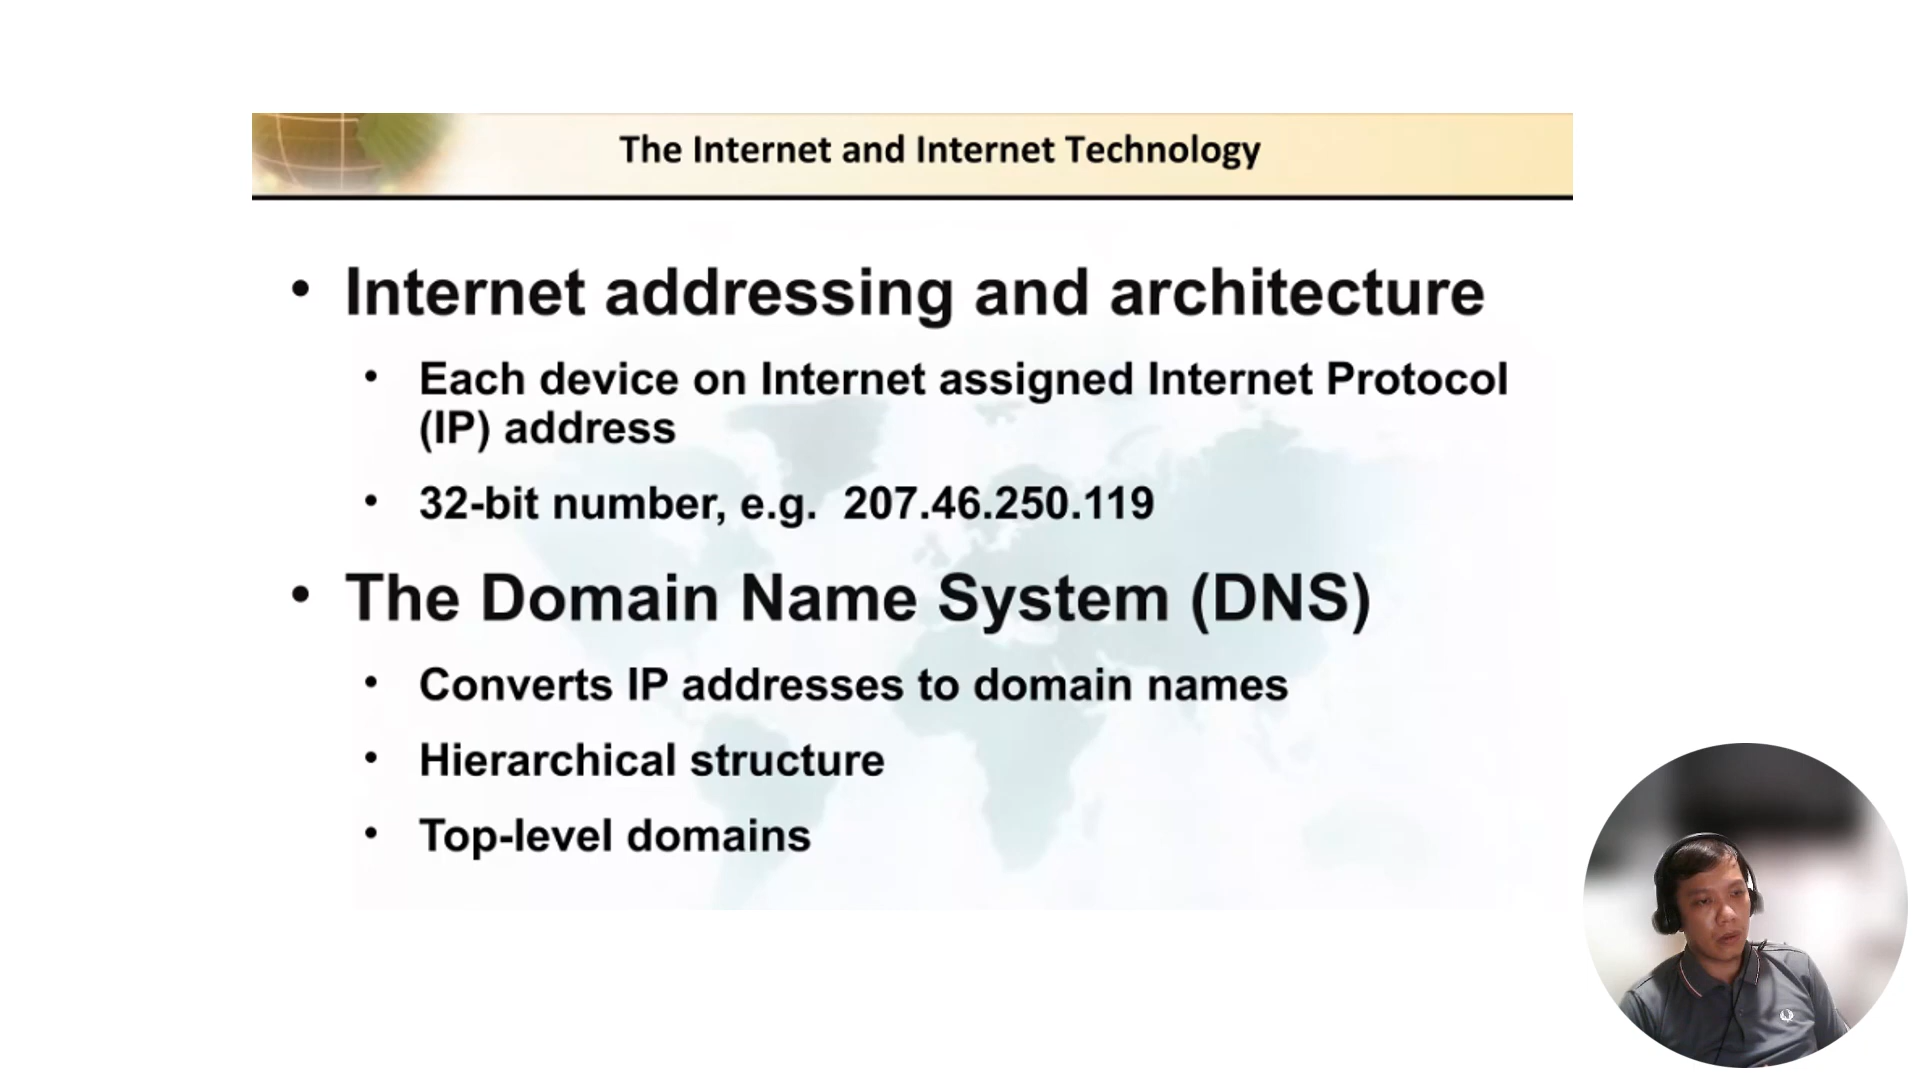 The Internet and Internet Technology
• Internet addressing and architecture
• Each device on Internet assigned Internet Protocol
(IP) address
• 32-bit number, e.g.  207.46.250.119
• The Domain Name System (DNS)
• Converts IP addresses to domain names
• Hierarchical structure
• Top-level domains